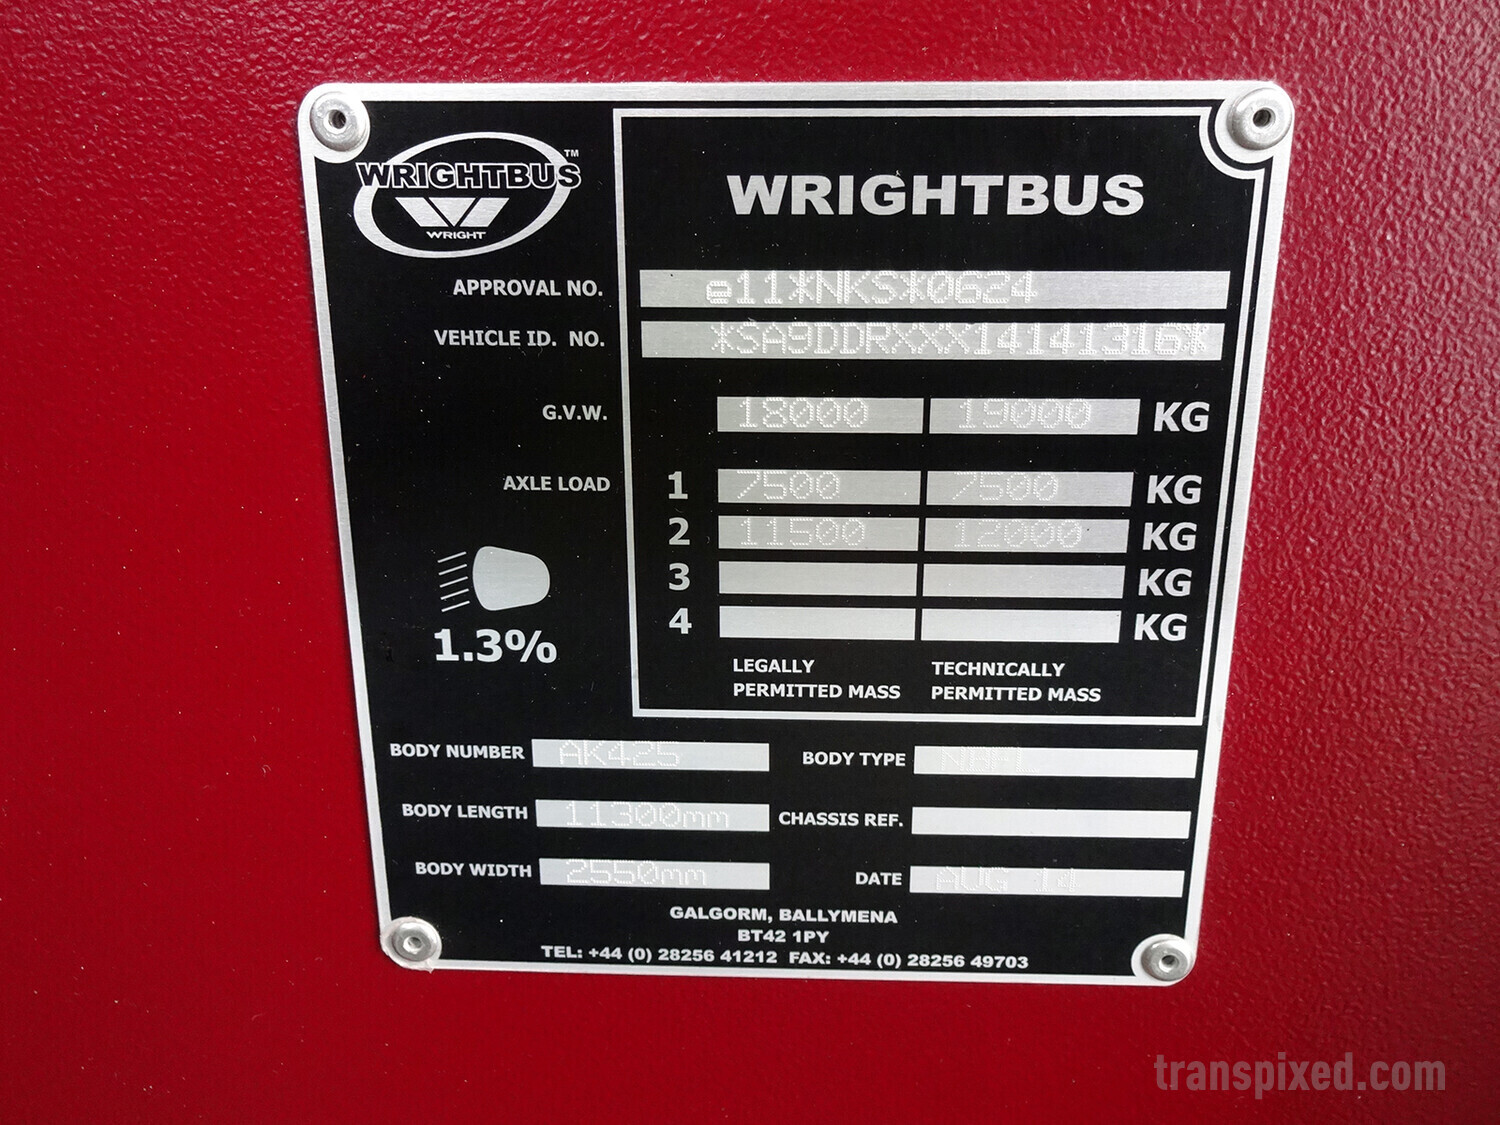 WRIGHTBUS™
WRIGHT
WRIGHTBUS
APPROVAL NO. e11*NKS*0624
VEHICLE ID. NO. *SA9DDRXXX14141316*
G.V.W. 18000 19000 KG
AXLE LOAD 1 7500 7500 KG
2 11500 12000 KG
3 KG
4 KG
1.3%
LEGALLY PERMITTED MASS
TECHNICALLY PERMITTED MASS
BODY NUMBER AK425 BODY TYPE
BODY LENGTH 11300mm CHASSIS REF.
BODY WIDTH 2550mm DATE AUG 14
GALGORM, BALLYMENA
BT42 1PY
TEL: +44 (0) 28256 41212 FAX: +44 (0) 28256 49703
transpixed.com